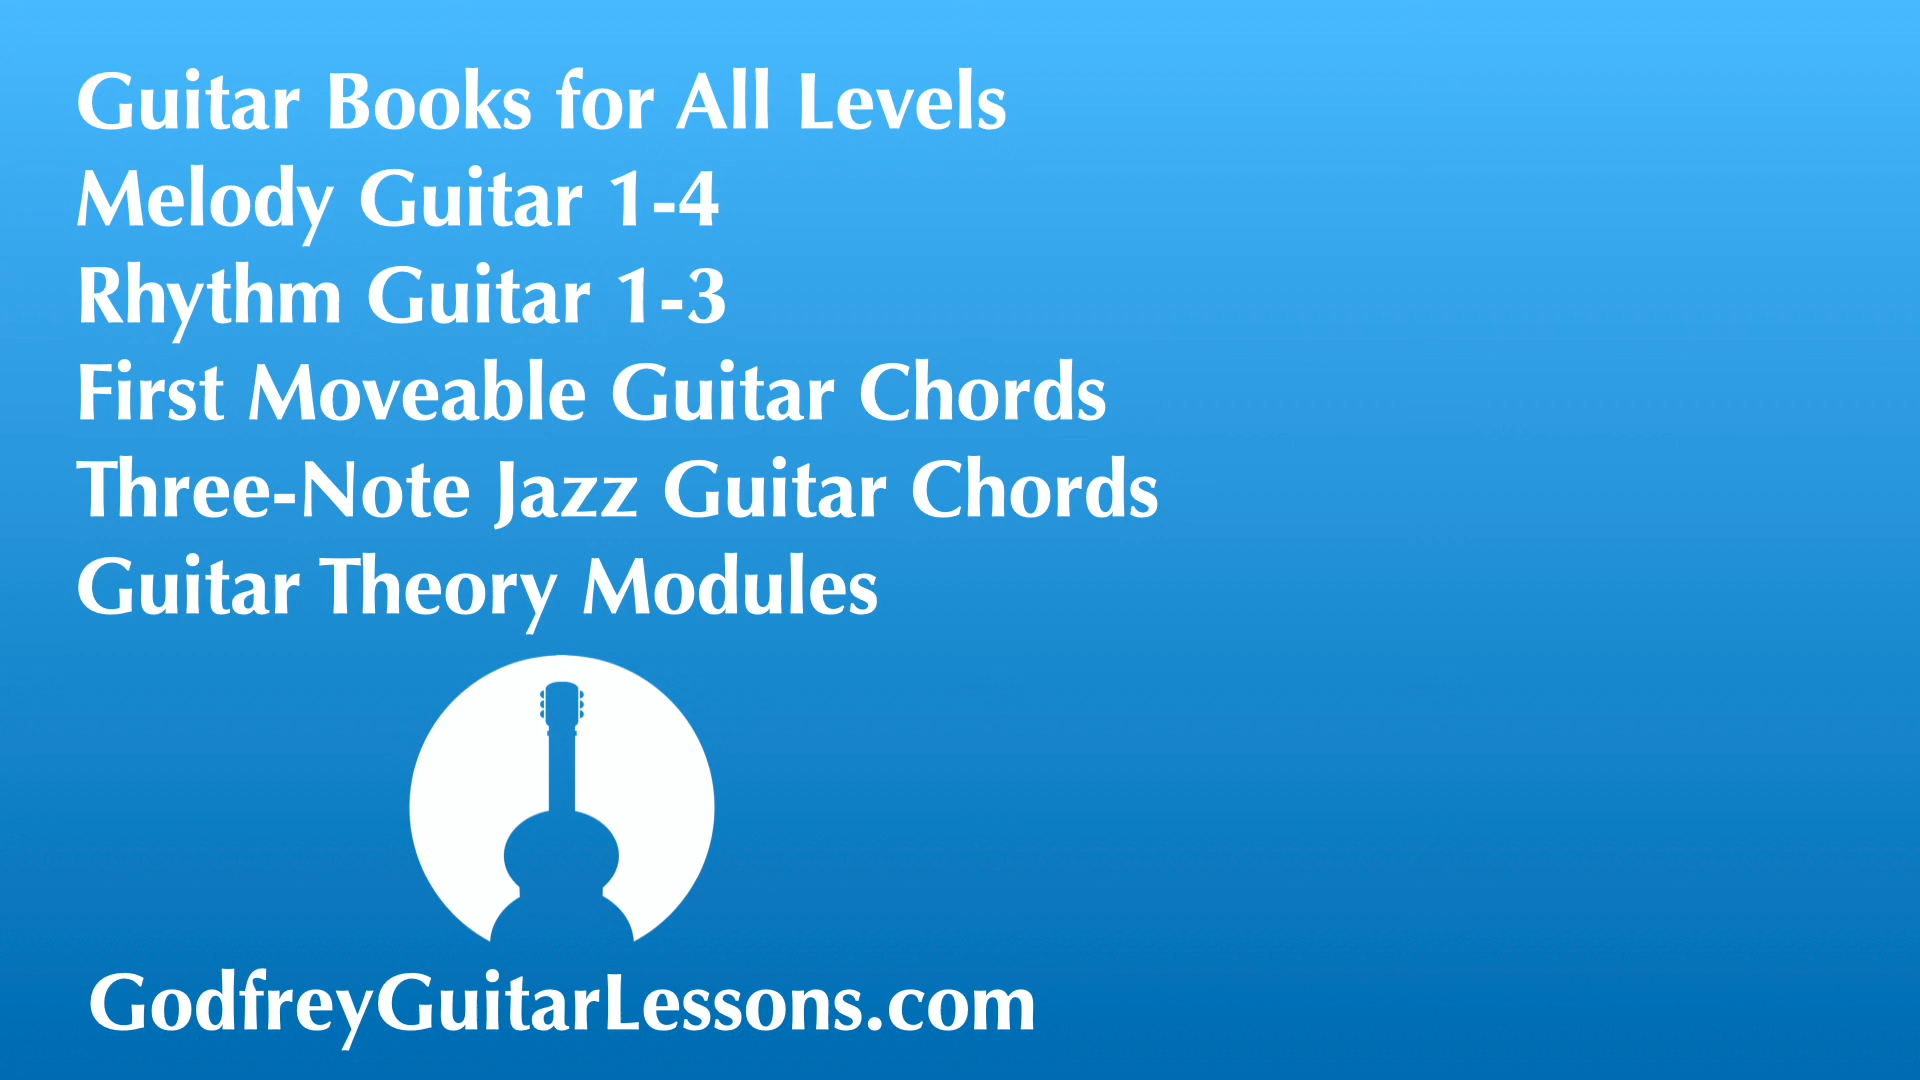 Guitar Books for All Levels
Melody Guitar 1-4
Rhythm Guitar 1-3
First Moveable Guitar Chords
Three-Note Jazz Guitar Chords
Guitar Theory Modules
GodfreyGuitarLessons.com